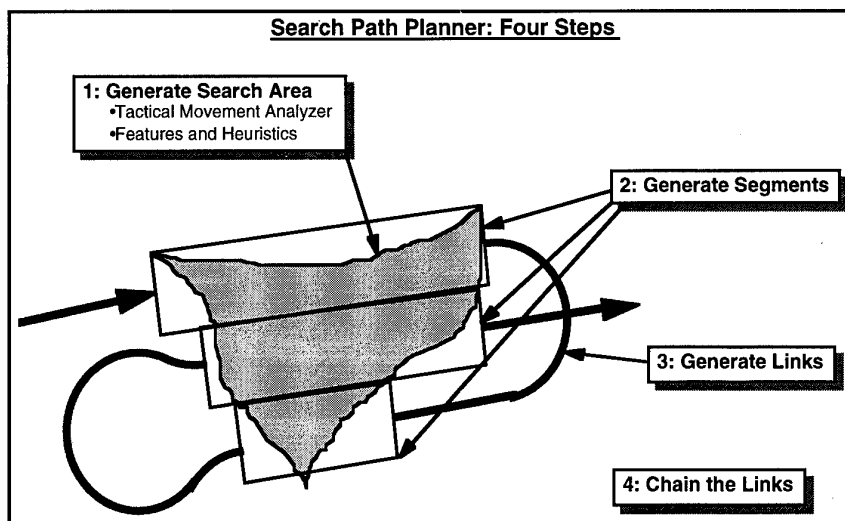 Search Path Planner: Four Steps
1: Generate Search Area
•Tactical Movement Analyzer
•Features and Heuristics
2: Generate Segments
3: Generate Links
4: Chain the Links